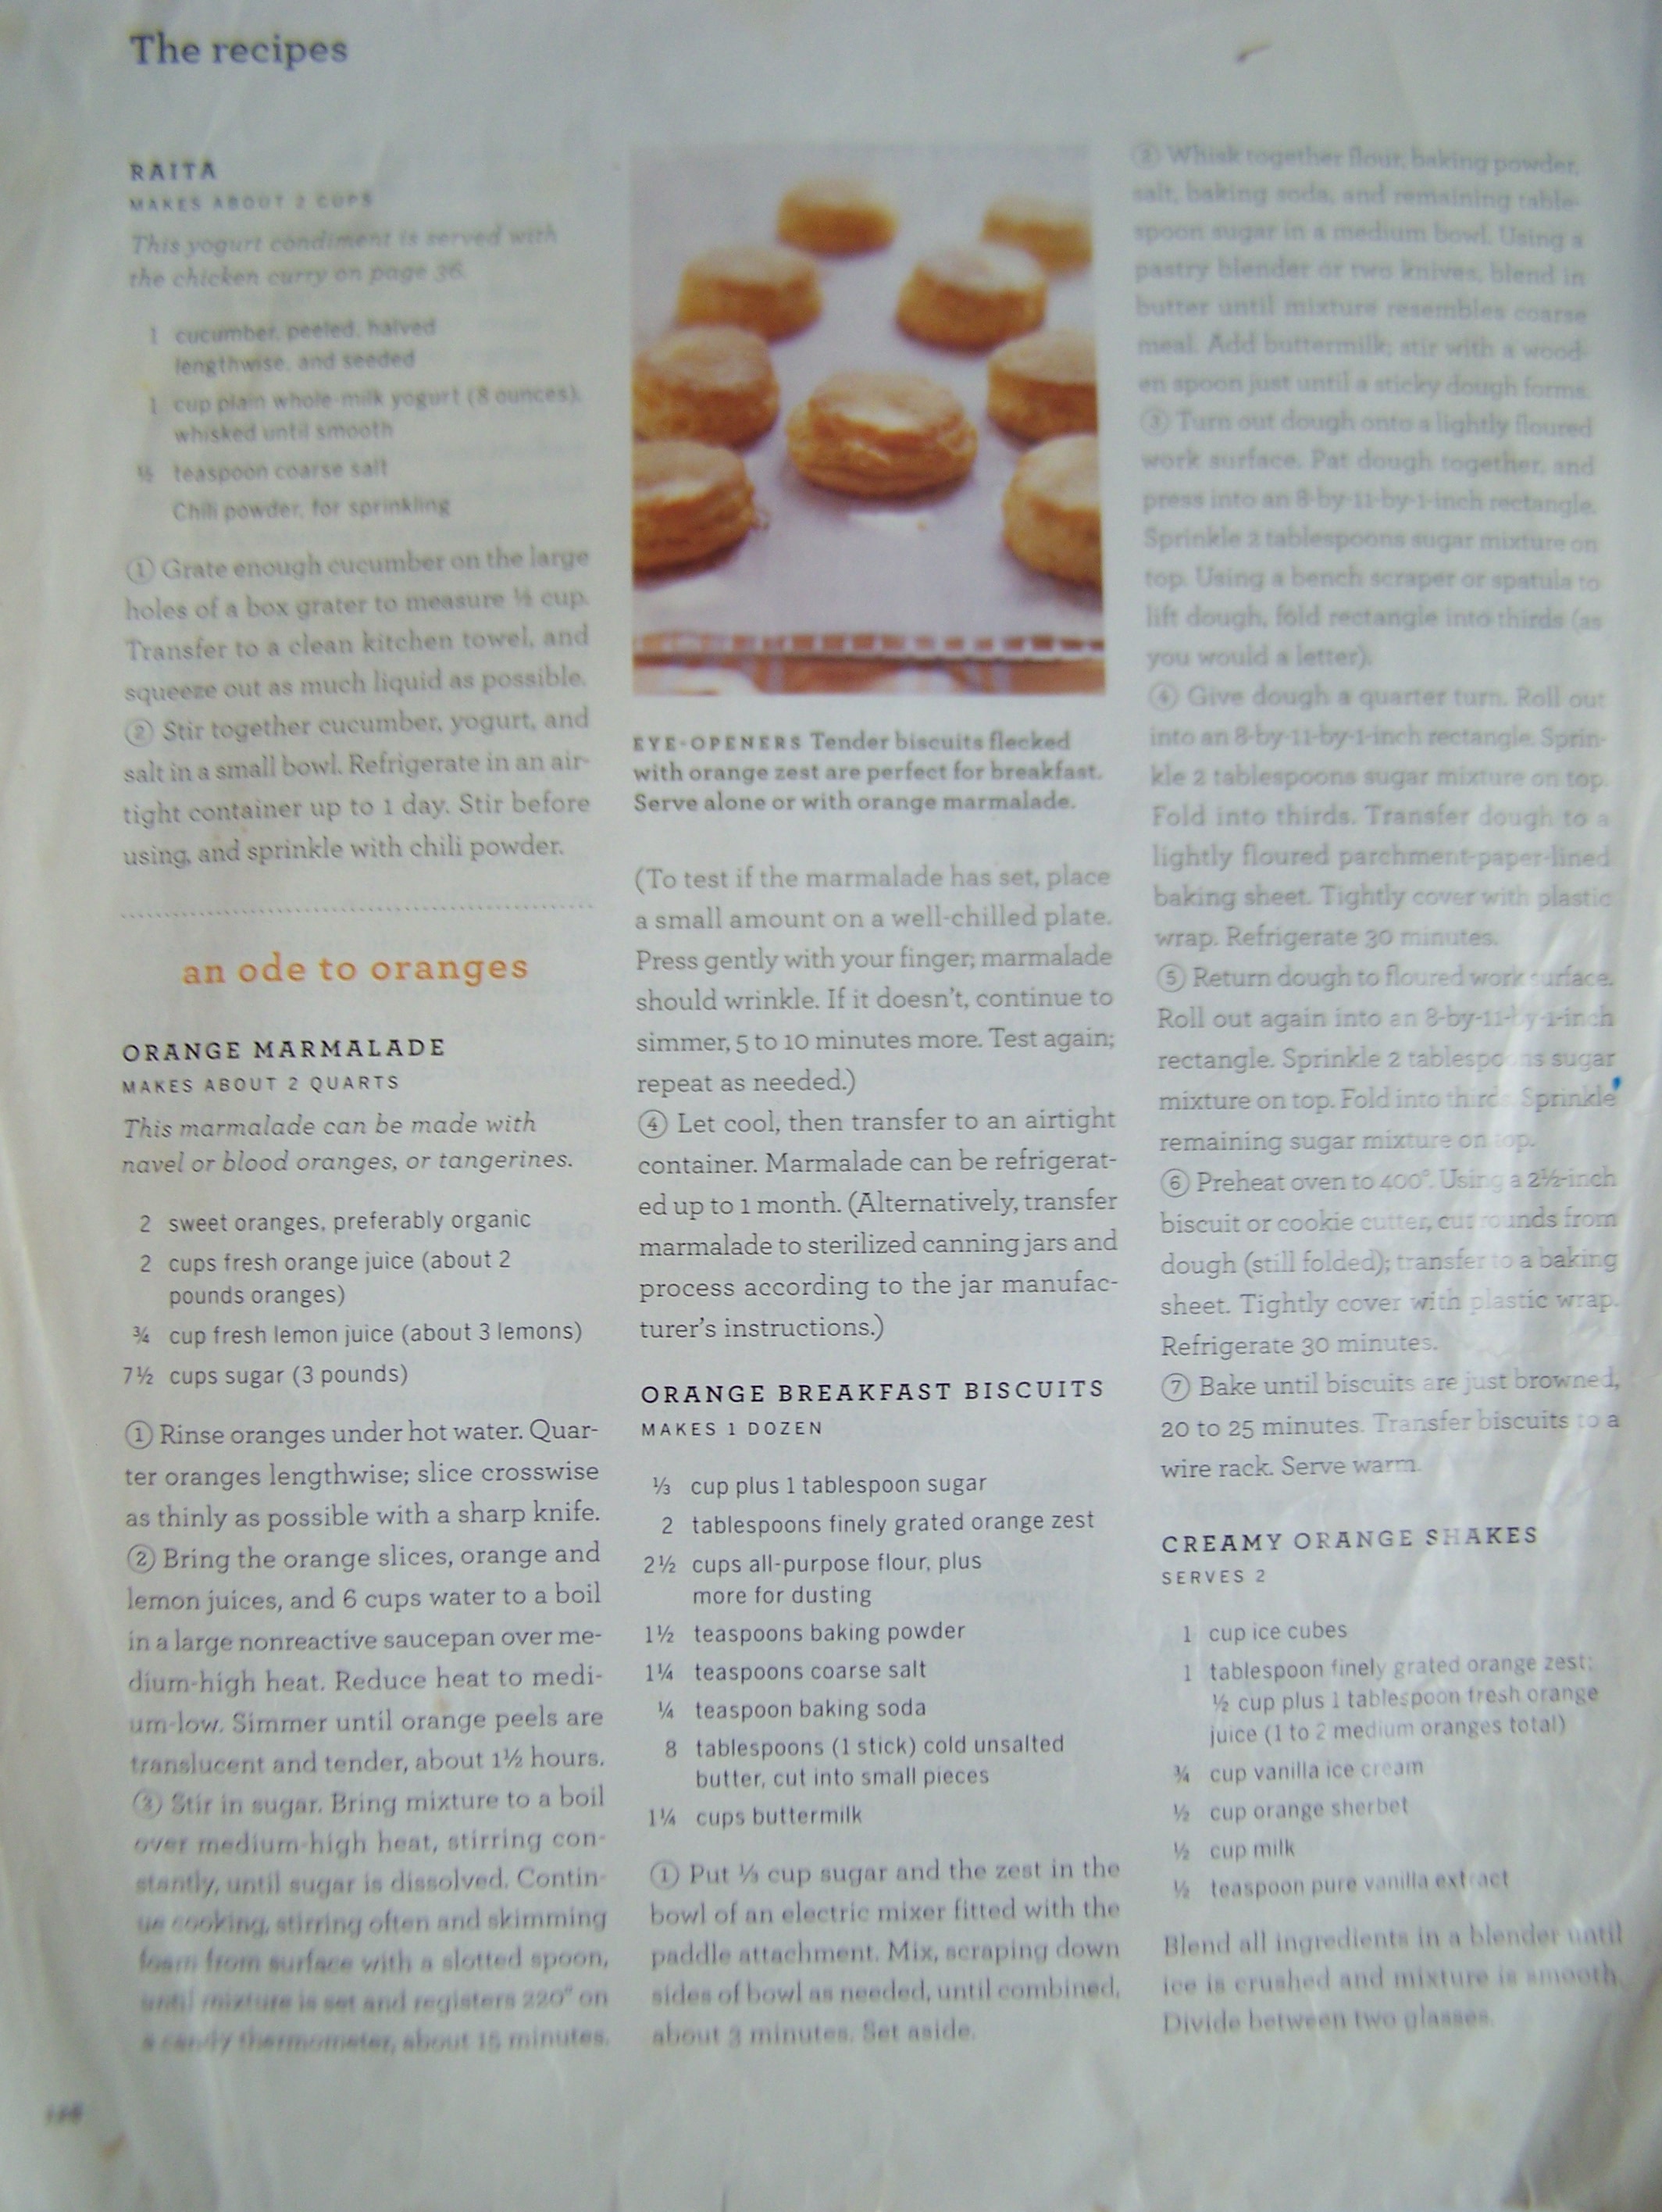 The recipes
RAITA
MAKES ABOUT 2 CUPS
This yogurt condiment is served with
the chicken curry on page 36.
1 cucumber, peeled, halved
lengthwise, and seeded
1 cup plain whole-milk yogurt (8 ounces),
whisked until smooth
½ teaspoon coarse salt
Chili powder, for sprinkling
① Grate enough cucumber on the large
holes of a box grater to measure ½ cup.
Transfer to a clean kitchen towel, and
squeeze out as much liquid as possible.
② Stir together cucumber, yogurt, and
salt in a small bowl. Refrigerate in an air-
tight container up to 1 day. Stir before
using, and sprinkle with chili powder.
an ode to oranges
ORANGE MARMALADE
MAKES ABOUT 2 QUARTS
This marmalade can be made with
navel or blood oranges, or tangerines.
2 sweet oranges, preferably organic
2 cups fresh orange juice (about 2
pounds oranges)
¾ cup fresh lemon juice (about 3 lemons)
7½ cups sugar (3 pounds)
① Rinse oranges under hot water. Quar-
ter oranges lengthwise; slice crosswise
as thinly as possible with a sharp knife.
② Bring the orange slices, orange and
lemon juices, and 6 cups water to a boil
in a large nonreactive saucepan over me-
dium-high heat. Reduce heat to medi-
um-low. Simmer until orange peels are
translucent and tender, about 1½ hours.
③ Stir in sugar. Bring mixture to a boil
over medium-high heat, stirring con-
stantly, until sugar is dissolved. Contin-
ue cooking, stirring often and skimming
foam from surface with a slotted spoon,
until mixture is set and registers 220° on
a candy thermometer, about 15 minutes.
EYE-OPENERS Tender biscuits flecked
with orange zest are perfect for breakfast.
Serve alone or with orange marmalade.
(To test if the marmalade has set, place
a small amount on a well-chilled plate.
Press gently with your finger; marmalade
should wrinkle. If it doesn't, continue to
simmer, 5 to 10 minutes more. Test again;
repeat as needed.)
④ Let cool, then transfer to an airtight
container. Marmalade can be refrigerat-
ed up to 1 month. (Alternatively, transfer
marmalade to sterilized canning jars and
process according to the jar manufac-
turer's instructions.)
ORANGE BREAKFAST BISCUITS
MAKES 1 DOZEN
⅓ cup plus 1 tablespoon sugar
2 tablespoons finely grated orange zest
2½ cups all-purpose flour, plus
more for dusting
1½ teaspoons baking powder
1¼ teaspoons coarse salt
¼ teaspoon baking soda
8 tablespoons (1 stick) cold unsalted
butter, cut into small pieces
1¼ cups buttermilk
① Put ⅓ cup sugar and the zest in the
bowl of an electric mixer fitted with the
paddle attachment. Mix, scraping down
sides of bowl as needed, until combined,
about 3 minutes. Set aside.
② Whisk together flour, baking powder,
salt, baking soda, and remaining table-
spoon sugar in a medium bowl. Using a
pastry blender or two knives, blend in
butter until mixture resembles coarse
meal. Add buttermilk; stir with a wood-
en spoon just until a sticky dough forms.
③ Turn out dough onto a lightly floured
work surface. Pat dough together, and
press into an 8-by-11-by-1-inch rectangle.
Sprinkle 2 tablespoons sugar mixture on
top. Using a bench scraper or spatula to
lift dough, fold rectangle into thirds (as
you would a letter).
④ Give dough a quarter turn. Roll out
into an 8-by-11-by-1-inch rectangle. Sprin-
kle 2 tablespoons sugar mixture on top.
Fold into thirds. Transfer dough to a
lightly floured parchment-paper-lined
baking sheet. Tightly cover with plastic
wrap. Refrigerate 30 minutes.
⑤ Return dough to floured work surface.
Roll out again into an 8-by-11-by-1-inch
rectangle. Sprinkle 2 tablespoons sugar
mixture on top. Fold into thirds. Sprinkle
remaining sugar mixture on top.
⑥ Preheat oven to 400°. Using a 2½-inch
biscuit or cookie cutter, cut rounds from
dough (still folded); transfer to a baking
sheet. Tightly cover with plastic wrap.
Refrigerate 30 minutes.
⑦ Bake until biscuits are just browned,
20 to 25 minutes. Transfer biscuits to a
wire rack. Serve warm.
CREAMY ORANGE SHAKES
SERVES 2
1 cup ice cubes
1 tablespoon finely grated orange zest;
½ cup plus 1 tablespoon fresh orange
juice (1 to 2 medium oranges total)
¾ cup vanilla ice cream
½ cup orange sherbet
½ cup milk
½ teaspoon pure vanilla extract
Blend all ingredients in a blender until
ice is crushed and mixture is smooth.
Divide between two glasses.